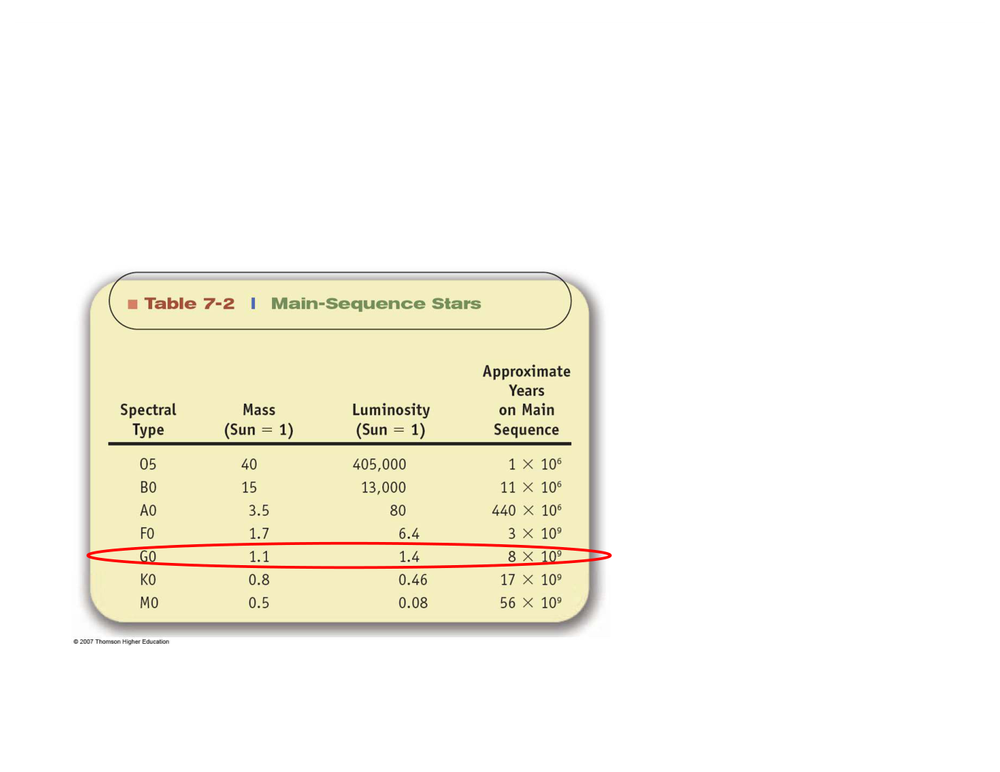 ■ Table 7-2 | Main-Sequence Stars
Approximate
Years
Spectral Mass Luminosity on Main
Type (Sun = 1) (Sun = 1) Sequence
O5 40 405,000 1 × 10⁶
B0 15 13,000 11 × 10⁶
A0 3.5 80 440 × 10⁶
F0 1.7 6.4 3 × 10⁹
G0 1.1 1.4 8 × 10⁹
K0 0.8 0.46 17 × 10⁹
M0 0.5 0.08 56 × 10⁹
© 2007 Thomson Higher Education